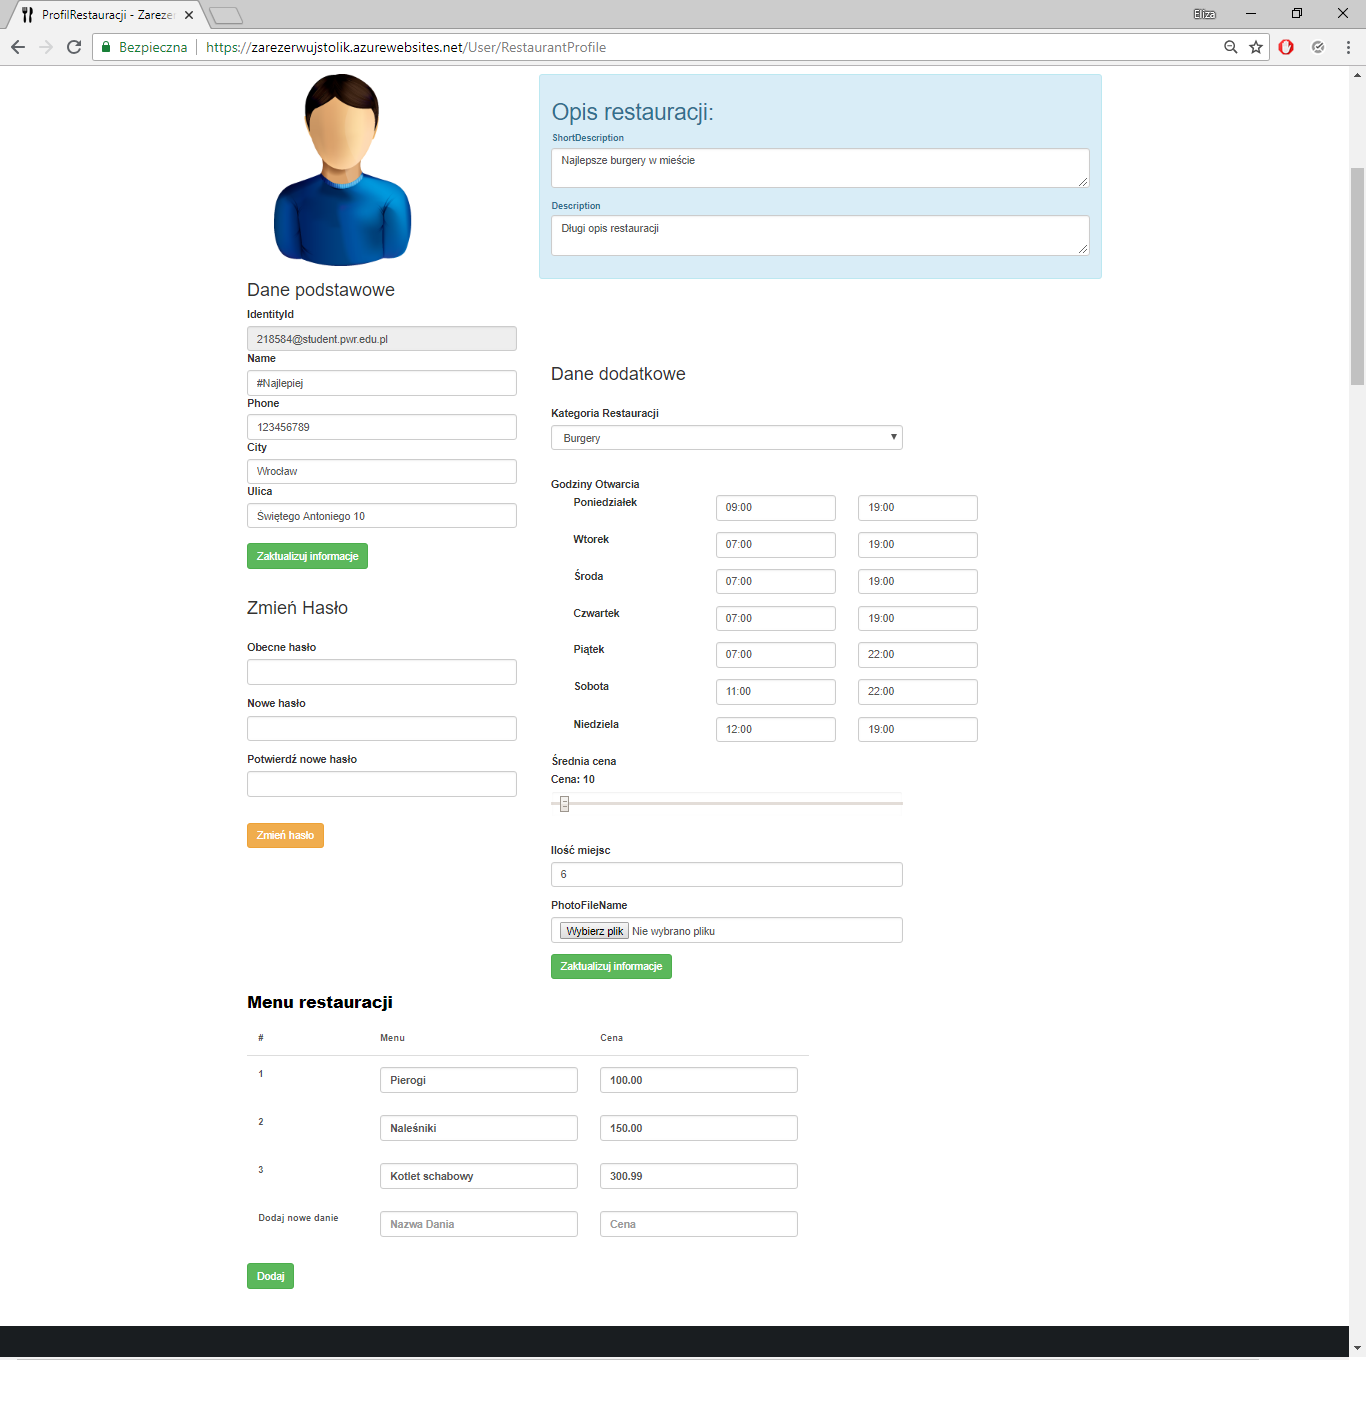 ProfilRestauracji - Zarezer
Eliza
Bezpieczna
https://zarezerwujstolik.azurewebsites.net/User/RestaurantProfile
Opis restauracji:
ShortDescription
Najlepsze burgery w mieście
Description
Długi opis restauracji
Dane podstawowe
IdentityId
218584@student.pwr.edu.pl
Name
#Najlepiej
Phone
123456789
City
Wrocław
Ulica
Świętego Antoniego 10
Zaktualizuj informacje
Zmień Hasło
Obecne hasło
Nowe hasło
Potwierdź nowe hasło
Zmień hasło
Dane dodatkowe
Kategoria Restauracji
Burgery
Godziny Otwarcia
Poniedziałek 09:00 19:00
Wtorek 07:00 19:00
Środa 07:00 19:00
Czwartek 07:00 19:00
Piątek 07:00 22:00
Sobota 11:00 22:00
Niedziela 12:00 19:00
Średnia cena
Cena: 10
Ilość miejsc
6
PhotoFileName
Wybierz plik Nie wybrano pliku
Zaktualizuj informacje
Menu restauracji
# Menu Cena
1 Pierogi 100.00
2 Naleśniki 150.00
3 Kotlet schabowy 300.99
Dodaj nowe danie Nazwa Dania Cena
Dodaj